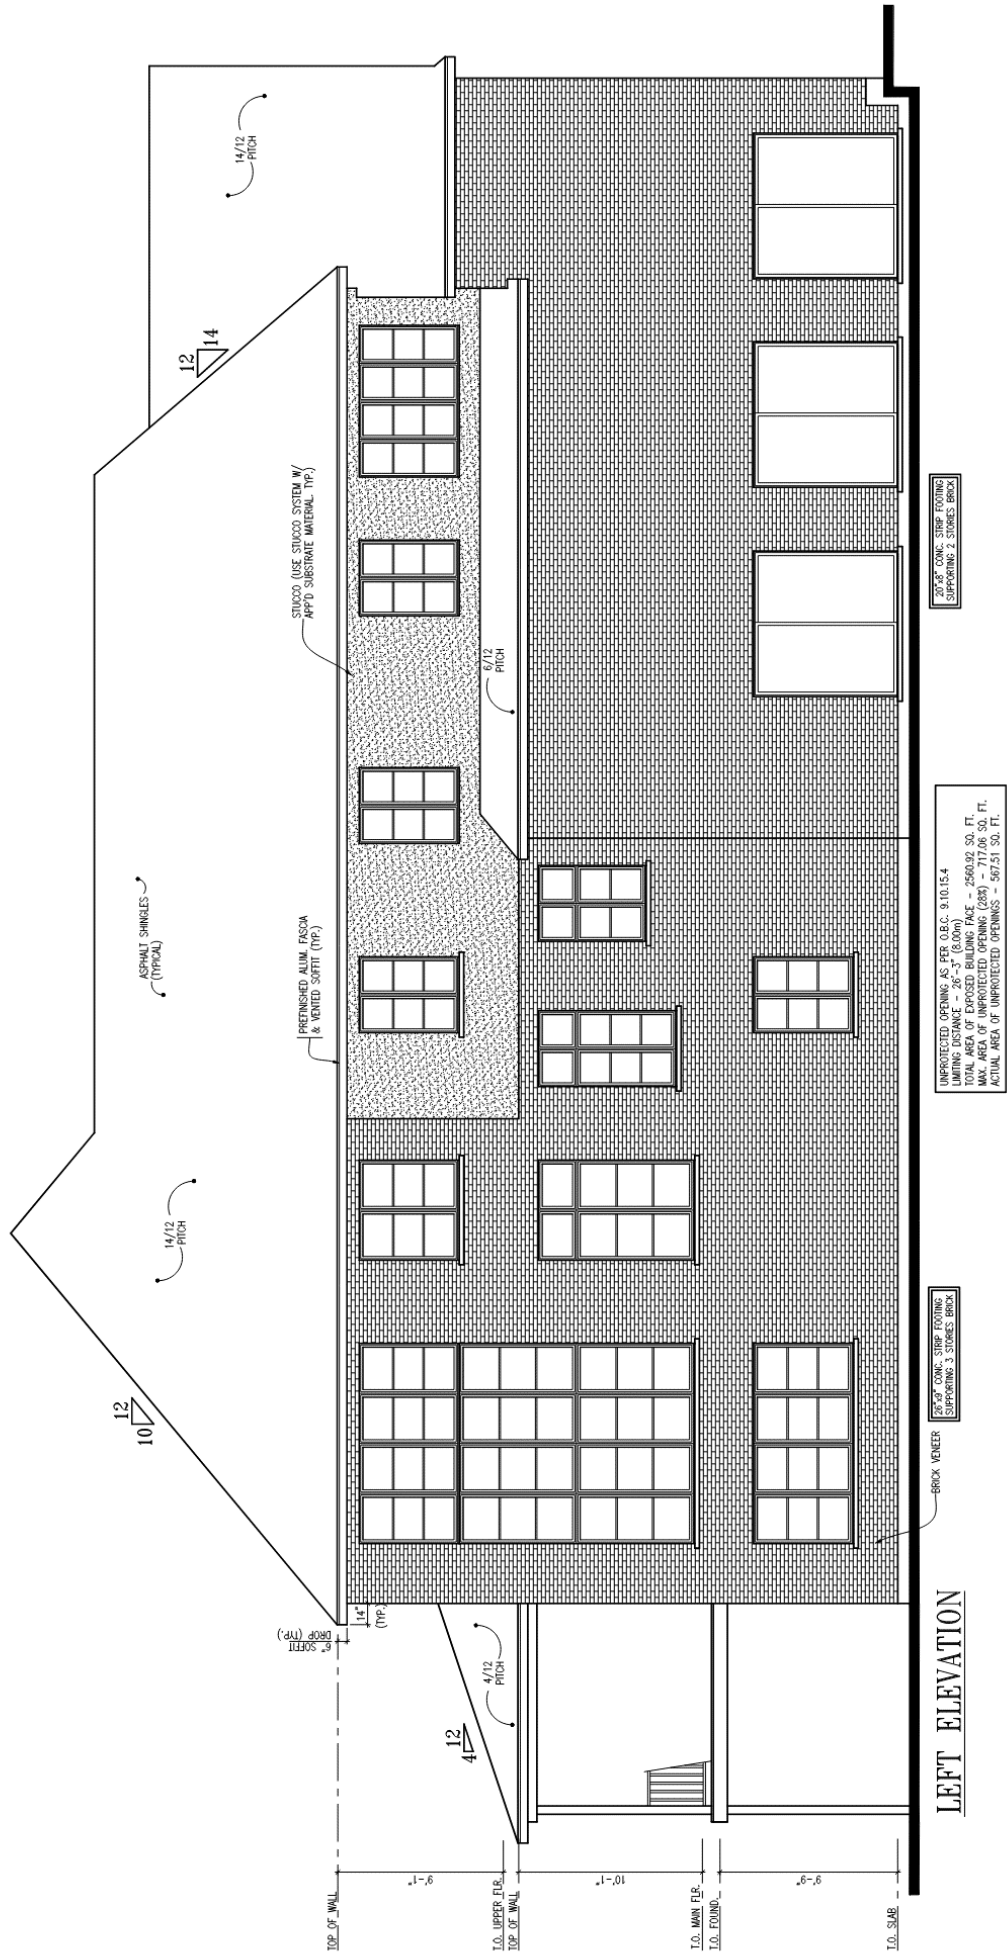 14/12
PITCH
12
14
STUCCO (USE STUCCO SYSTEM W/
APP'D SUBSTRATE MATERIAL, TYP.)
ASPHALT SHINGLES
(TYPICAL)
PREFINISHED ALUM. FASCIA
& VENTED SOFFIT (TYP.)
6/12
PITCH
14/12
PITCH
12
10
6" SOFFIT
DROP (TYP.)
14"
(TYP.)
12
4
4/12
PITCH
TOP OF WALL
9'-1"
T.O. UPPER FLR.
TOP OF WALL
10'-1"
T.O. MAIN FLR.
T.O. FOUND.
9'-9"
T.O. SLAB
LEFT ELEVATION
BRICK VENEER
26"x9" CONC. STRIP FOOTING
SUPPORTING 3 STORIES BRICK
UNPROTECTED OPENING AS PER O.B.C. 9.10.15.4
LIMITING DISTANCE - 26'-3" (8.00m)
TOTAL AREA OF EXPOSED BUILDING FACE - 2560.92 SQ. FT.
MAX. AREA OF UNPROTECTED OPENING (28%) - 717.06 SQ. FT.
ACTUAL AREA OF UNPROTECTED OPENINGS - 567.51 SQ. FT.
20"x8" CONC. STRIP FOOTING
SUPPORTING 2 STORIES BRICK